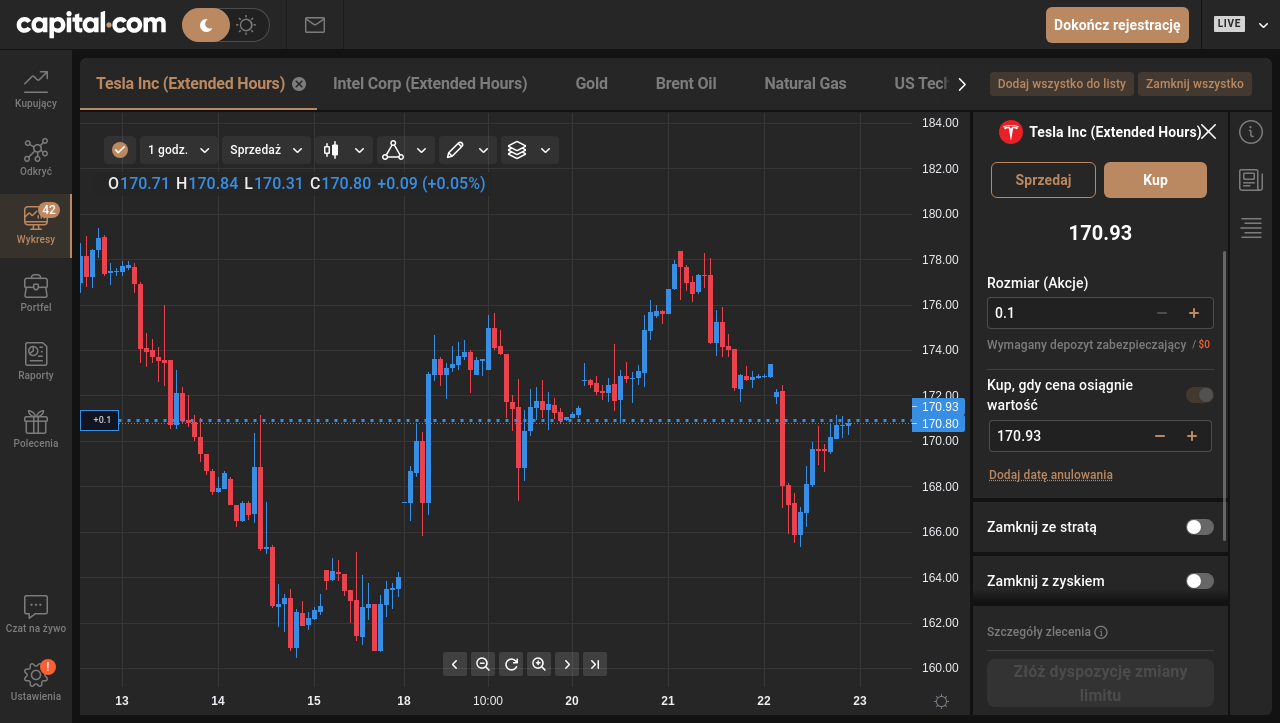 capital.com
Dokończ rejestrację
LIVE
Kupujący
Odkryć
42
Wykresy
Portfel
Raporty
Polecenia
Czat na żywo
!
Ustawienia
Tesla Inc (Extended Hours)
Intel Corp (Extended Hours)
Gold
Brent Oil
Natural Gas
US Tech
Dodaj wszystko do listy
Zamknij wszystko
1 godz.
Sprzedaż
O170.71 H170.84 L170.31 C170.80 +0.09 (+0.05%)
184.00
182.00
180.00
178.00
176.00
174.00
172.00
170.93
170.80
170.00
168.00
166.00
164.00
162.00
160.00
+0.1
13
14
15
18
10:00
20
21
22
23
Tesla Inc (Extended Hours)
Sprzedaj
Kup
170.93
Rozmiar (Akcje)
0.1
Wymagany depozyt zabezpieczający / $0
Kup, gdy cena osiągnie
wartość
170.93
Dodaj datę anulowania
Zamknij ze stratą
Zamknij z zyskiem
Szczegóły zlecenia
Złóż dyspozycję zmiany
limitu